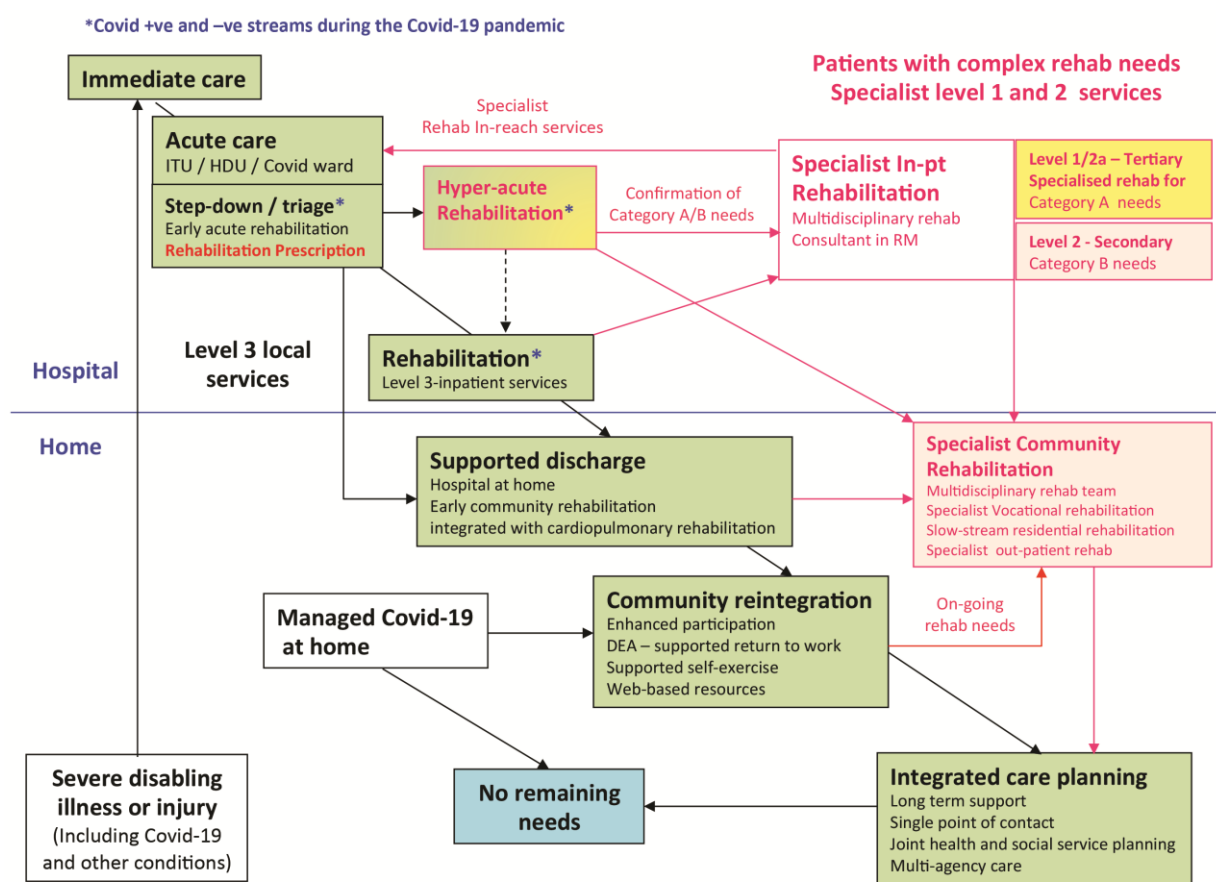 *Covid +ve and –ve streams during the Covid-19 pandemic
Immediate care
Patients with complex rehab needs
Specialist level 1 and 2 services
Acute care
ITU / HDU / Covid ward
Specialist
Rehab In-reach services
Step-down / triage*
Early acute rehabilitation
Rehabilitation Prescription
Hyper-acute
Rehabilitation*
Confirmation of
Category A/B needs
Specialist In-pt
Rehabilitation
Multidisciplinary rehab
Consultant in RM
Level 1/2a – Tertiary
Specialised rehab for
Category A needs
Level 2 - Secondary
Category B needs
Level 3 local
services
Rehabilitation*
Level 3-inpatient services
Hospital
Home
Supported discharge
Hospital at home
Early community rehabilitation
integrated with cardiopulmonary rehabilitation
Specialist Community
Rehabilitation
Multidisciplinary rehab team
Specialist Vocational rehabilitation
Slow-stream residential rehabilitation
Specialist out-patient rehab
Managed Covid-19
at home
Community reintegration
Enhanced participation
DEA – supported return to work
Supported self-exercise
Web-based resources
On-going
rehab needs
Severe disabling
illness or injury
(Including Covid-19
and other conditions)
No remaining
needs
Integrated care planning
Long term support
Single point of contact
Joint health and social service planning
Multi-agency care